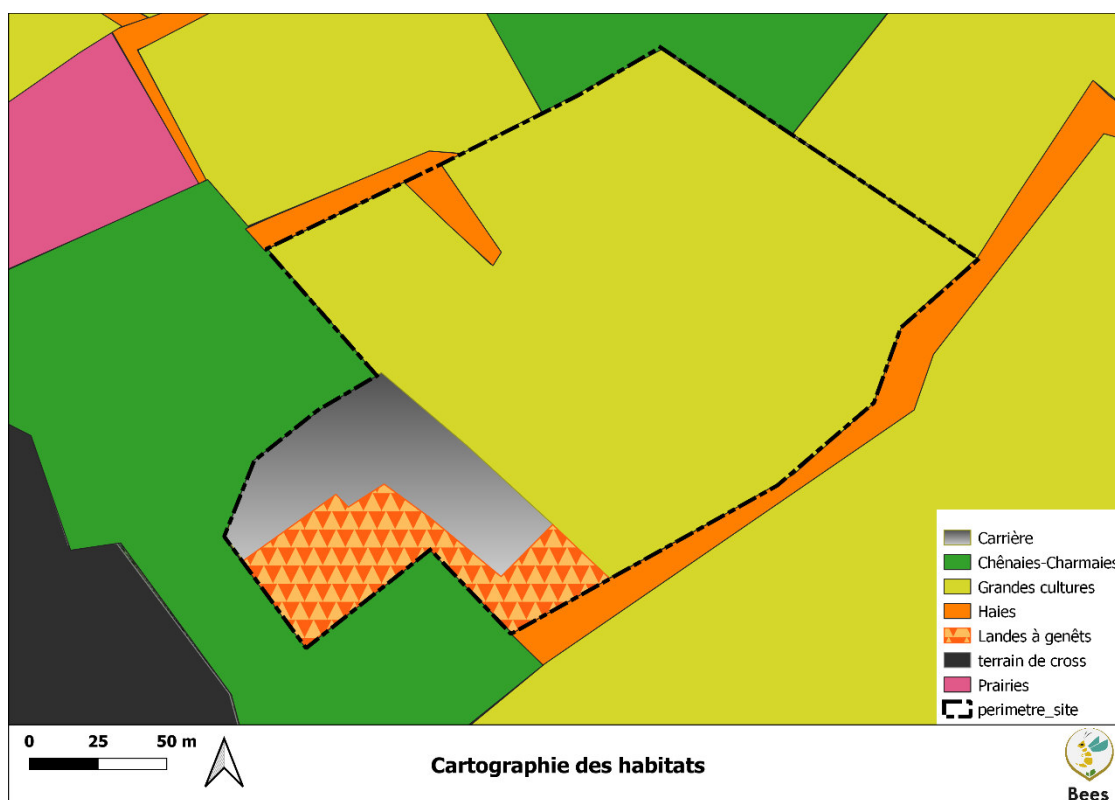 Carrière
Chênaies-Charmaies
Grandes cultures
Haies
Landes à genêts
terrain de cross
Prairies
perimetre_site
0 25 50 m
Cartographie des habitats
Bees